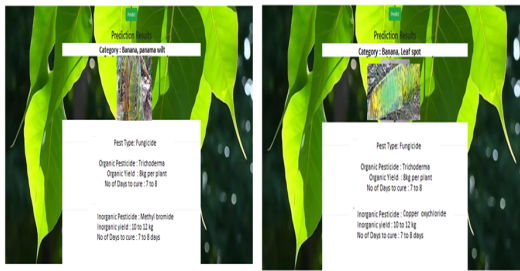 Predict
Prediction Results
Category : Banana, panama wilt
Pest Type: Fungicide
Organic Pesticide : Trichoderma
Organic Yield : 8kg per plant
No of Days to cure : 7 to 8
Inorganic Pesticide : Methyl bromide
Inorganic yield : 10 to 12 kg
No of Days to cure : 7 to 8 days
Predict
Prediction Results
Category : Banana, Leaf spot
Pest Type: Fungicide
Organic Pesticide : Trichoderma
Organic Yield : 8kg per plant
No of Days to cure : 7 to 8
Inorganic Pesticide : Copper oxychloride
Inorganic yield : 10 to 12 kg
No of Days to cure : 7 to 8 days